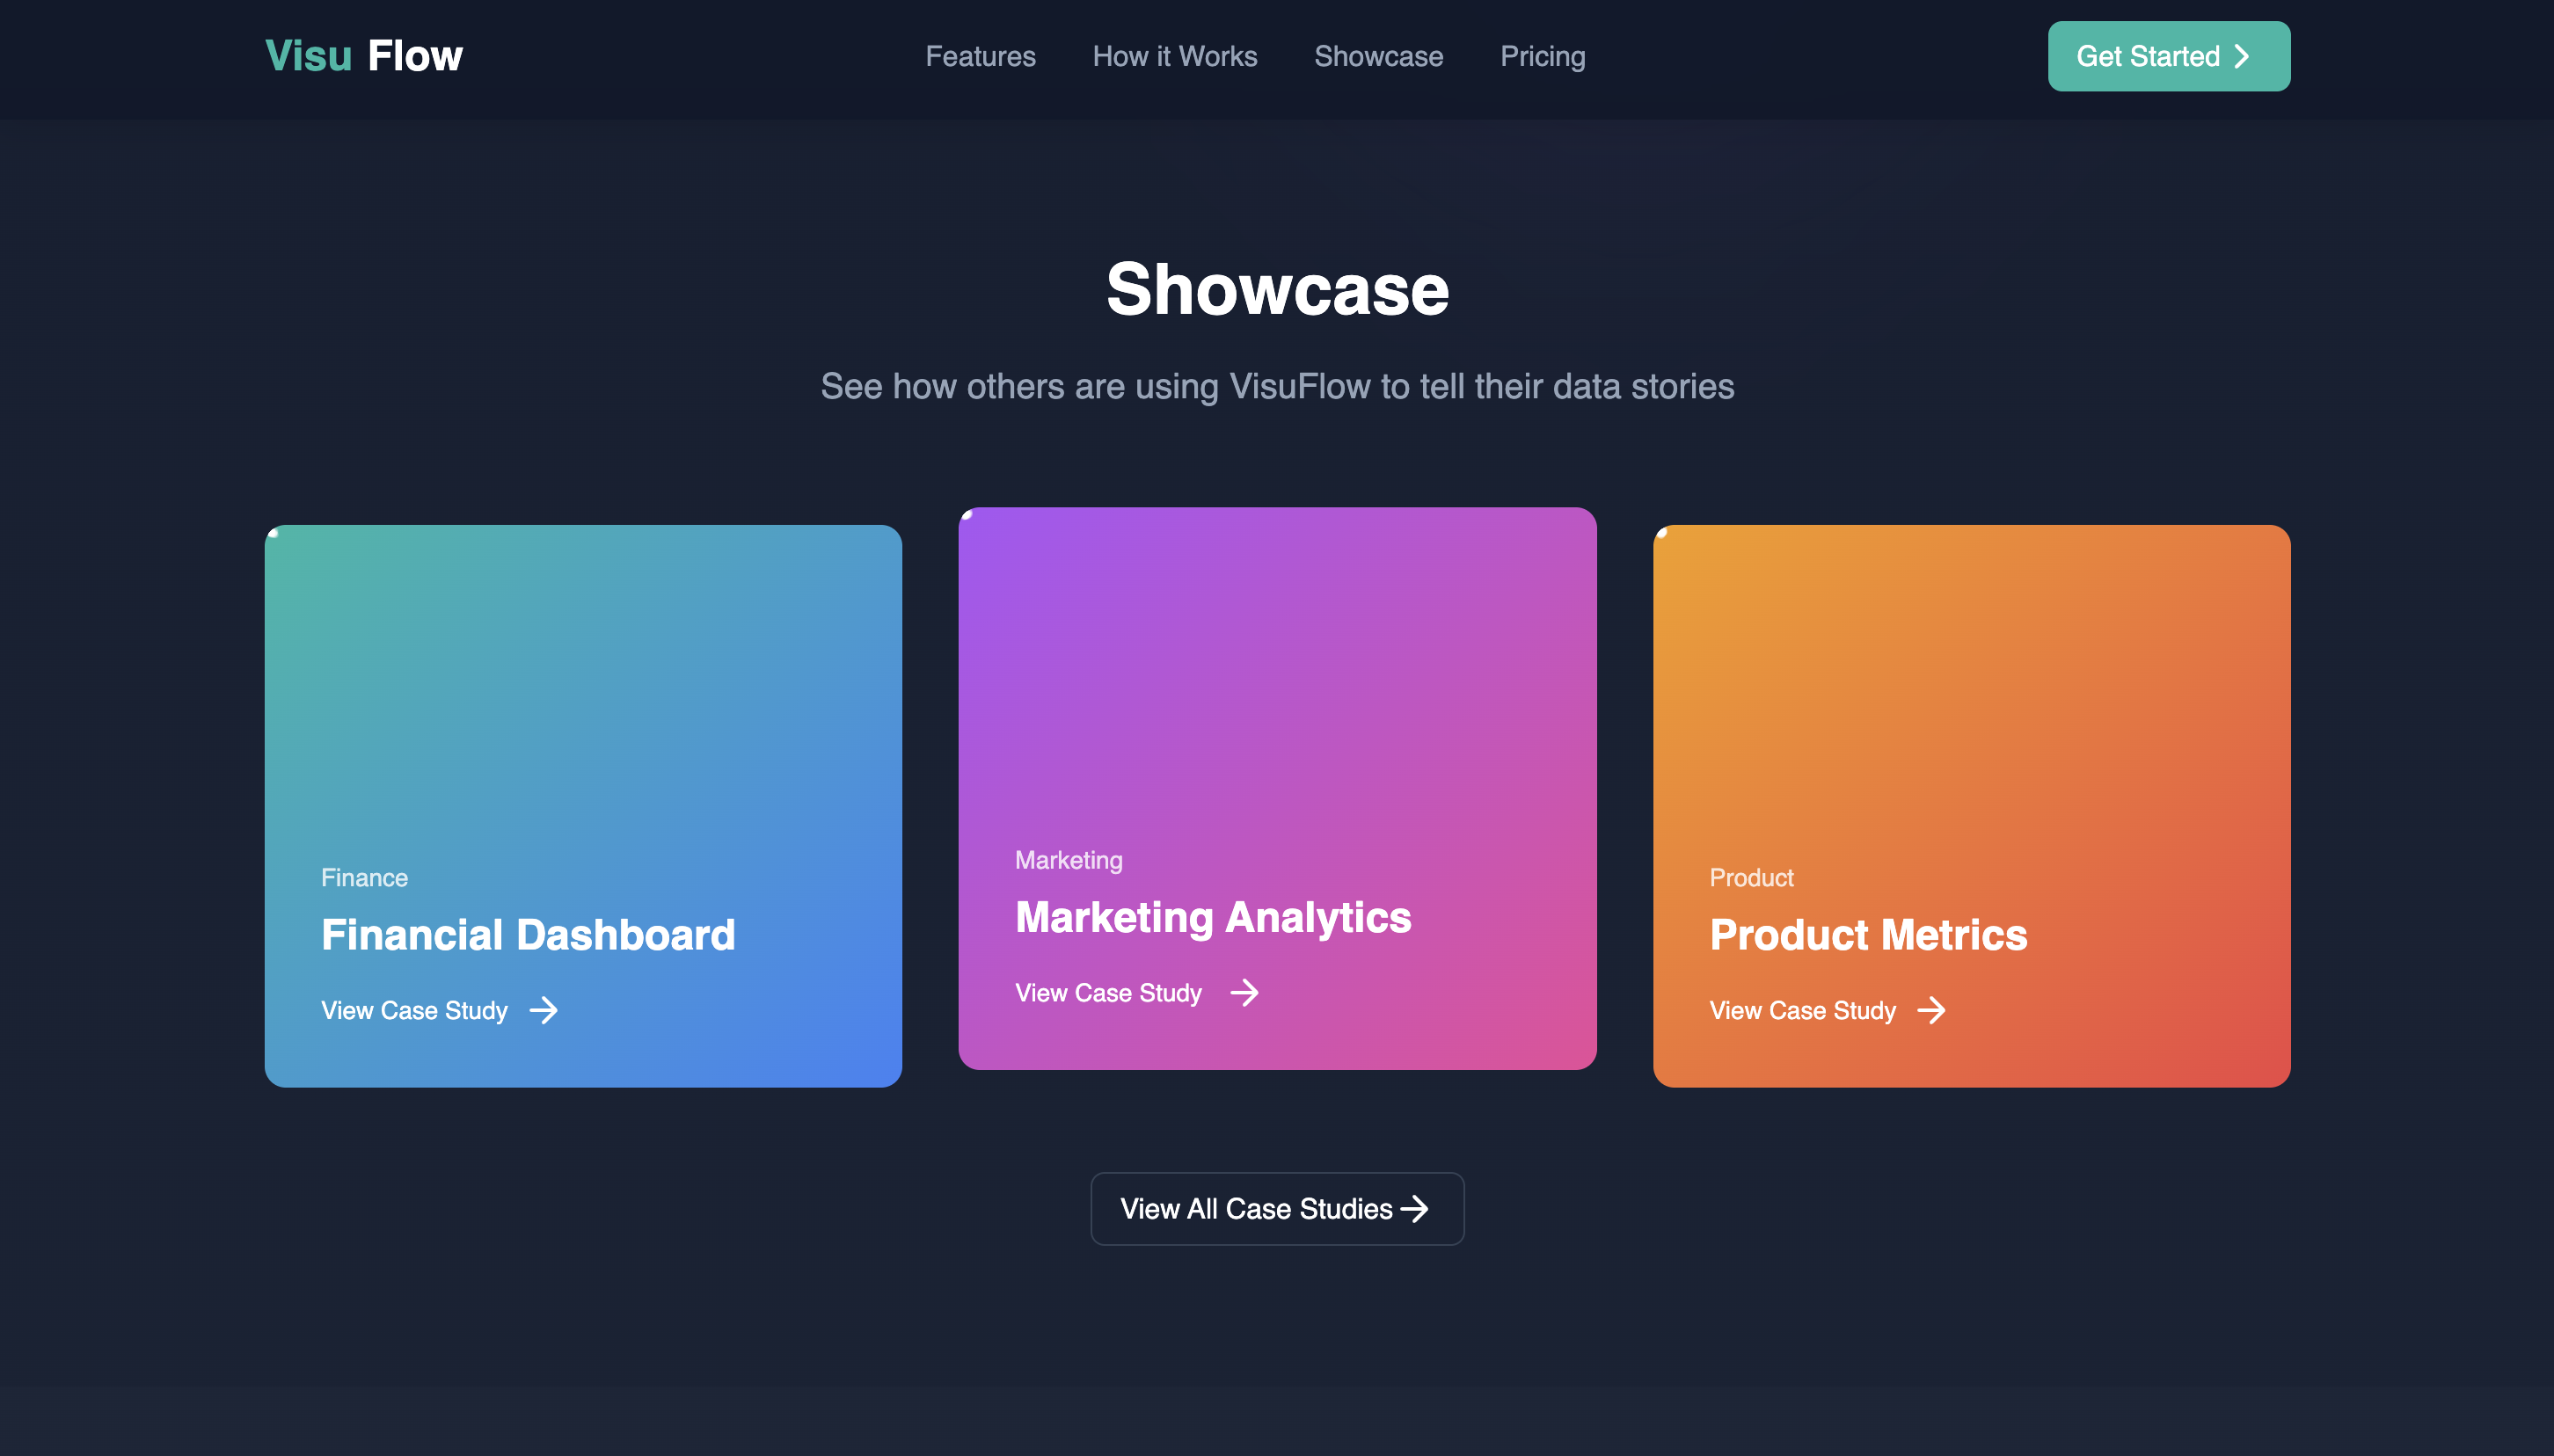 Visu Flow
Features
How it Works
Showcase
Pricing
Get Started
Showcase
See how others are using VisuFlow to tell their data stories
Finance
Financial Dashboard
View Case Study
Marketing
Marketing Analytics
View Case Study
Product
Product Metrics
View Case Study
View All Case Studies